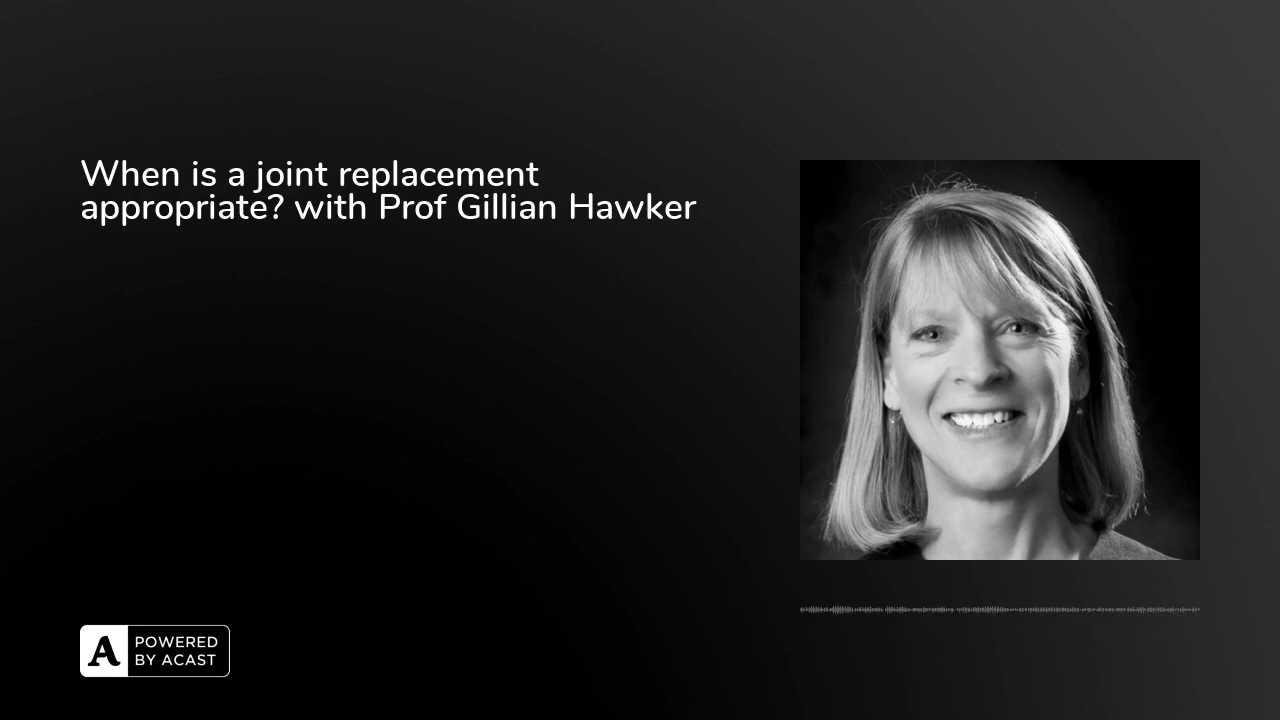 When is a joint replacement
appropriate? with Prof Gillian Hawker
A
POWERED
BY ACAST